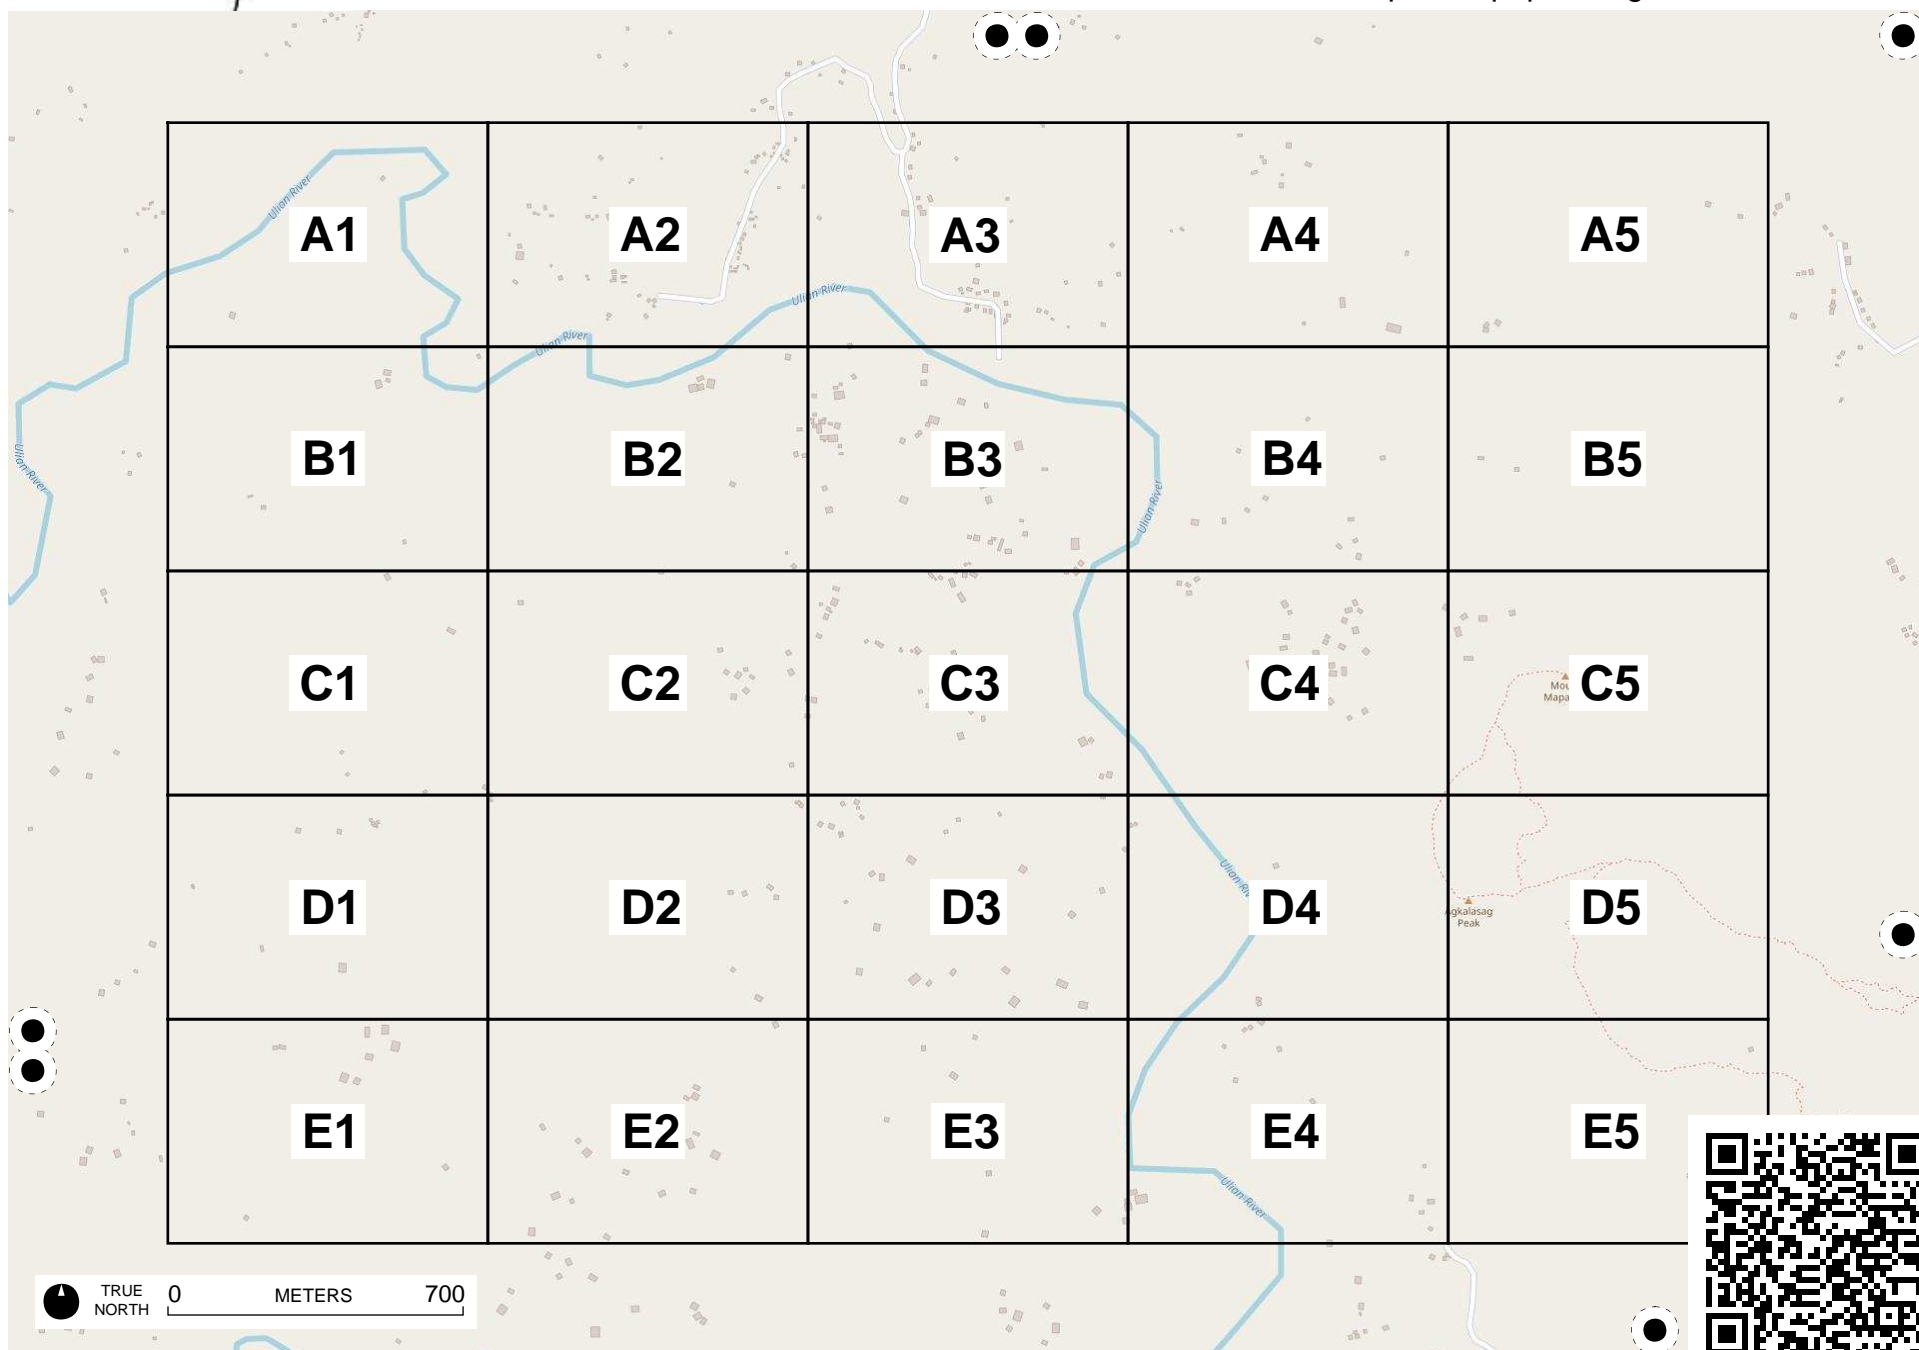 Ulian River
A1
A2
A3
A4
A5
Ulian River
Ulian River
B1
B2
B3
B4
B5
Ulian River
Ulian River
C1
C2
C3
C4
C5
D1
D2
D3
Ulian
D4
D5
Agkalasag
Peak
E1
E2
E3
E4
E5
Ulian River
TRUE
NORTH
0
METERS
700